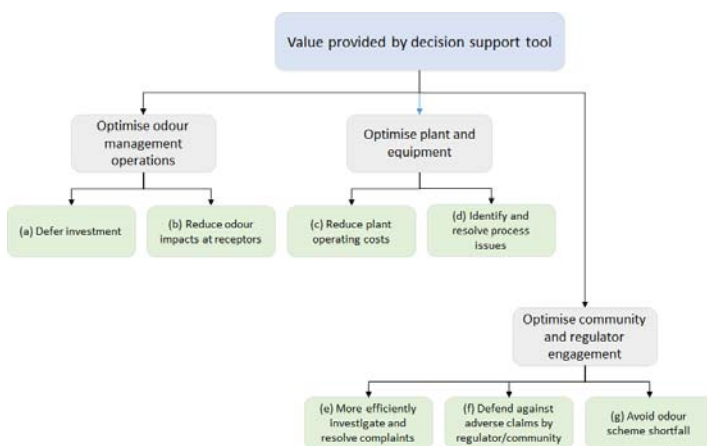 Value provided by decision support tool
Optimise odour
management
operations
Optimise plant and
equipment
(a) Defer investment
(b) Reduce odour
impacts at receptors
(c) Reduce plant
operating costs
(d) Identify and
resolve process
issues
Optimise community
and regulator
engagement
(e) More efficiently
investigate and
resolve complaints
(f) Defend against
adverse claims by
regulator/community
(g) Avoid odour
scheme shortfall